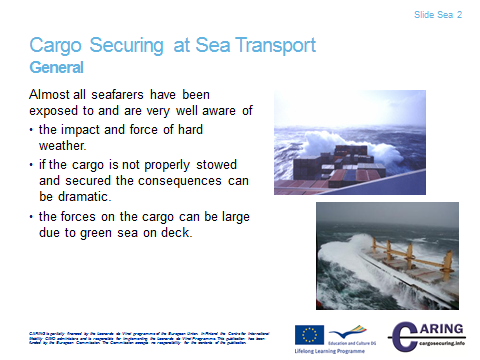 Slide Sea 2
Cargo Securing at Sea Transport
General
Almost all seafarers have been
exposed to and are very well aware of
• the impact and force of hard
weather.
• if the cargo is not properly stowed
and secured the consequences can
be dramatic.
• the forces on the cargo can be large
due to green sea on deck.
CARING is partially financed by the Leonardo da Vinci programme of the European Union. In Finland the Centre for International
Mobility CIMO administers and is responsible for implementing the Leonardo da Vinci Programme. This publication has been
funded by the European Commission. The Commission accepts no responsibility for the contents of the publication.
Education and Culture DG
Lifelong Learning Programme
CARING
cargosecuring.info